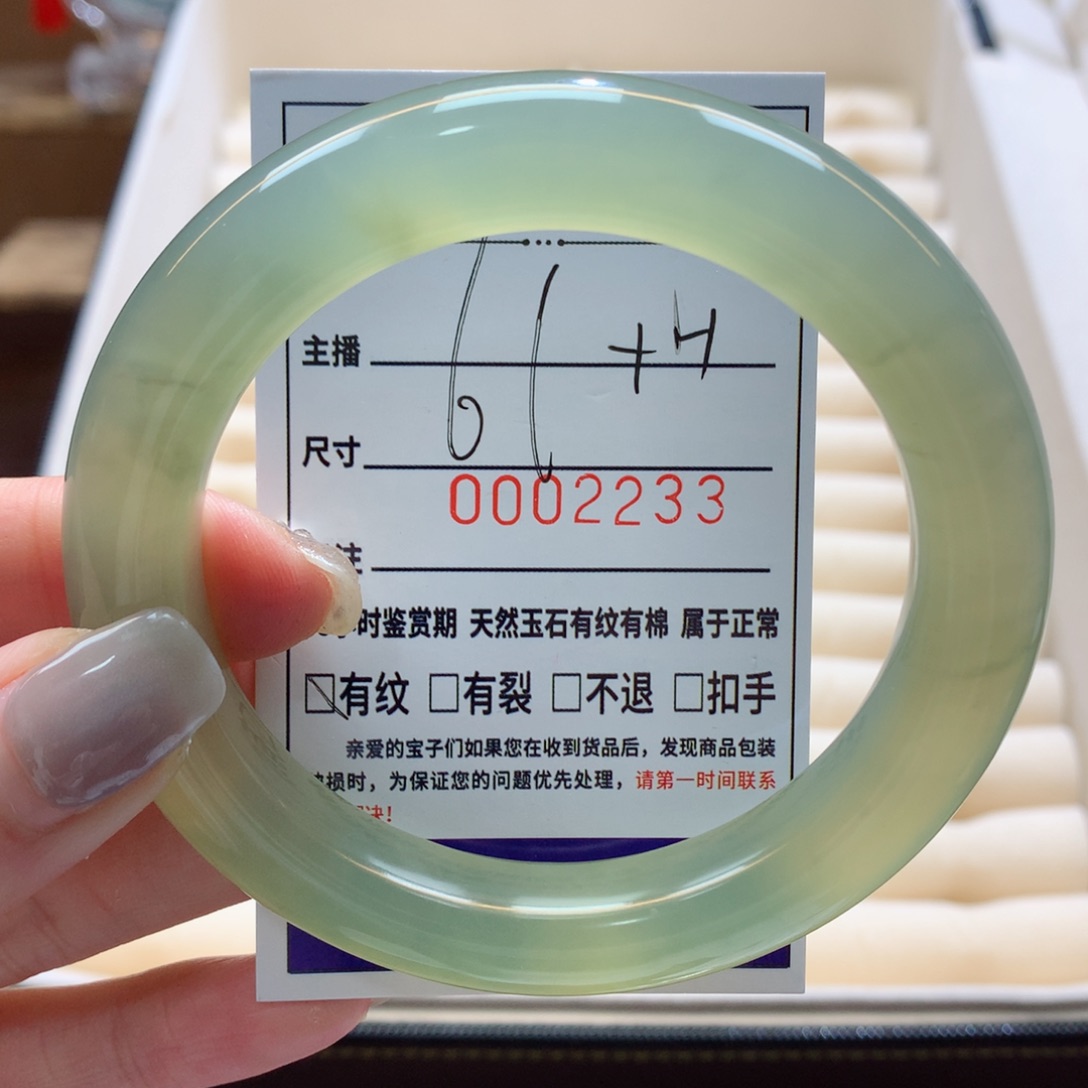 主播
尺寸
0002233
注
时鉴赏期 天然玉石有纹有棉 属于正常
有纹 有裂 不退 扣手
亲爱的宝子们如果您在收到货品后，发现商品包装
损时，为保证您的问题优先处理，请第一时间联系
决！